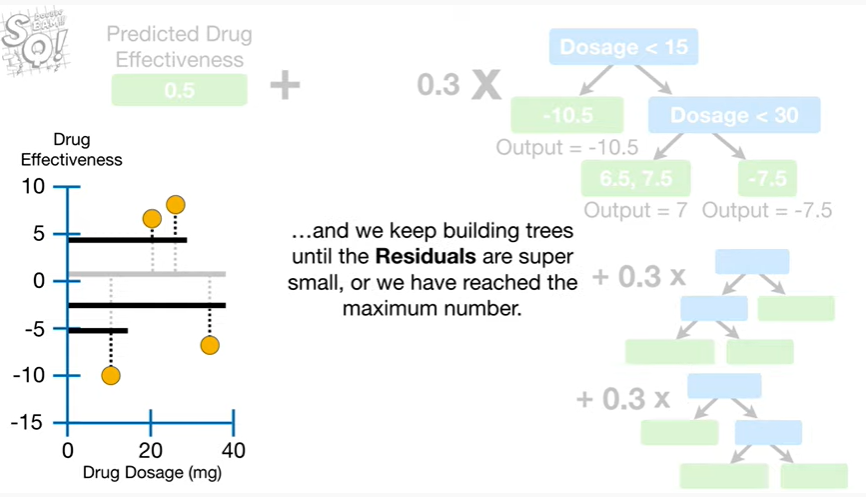 STATQUEST!
Predicted Drug
Effectiveness
0.5
+
0.3 X
Dosage < 15
-10.5
Output = -10.5
Dosage < 30
6.5, 7.5
-7.5
Output = 7
Output = -7.5
Drug
Effectiveness
10
5
0
-5
-10
-15
0
20
40
Drug Dosage (mg)
…and we keep building trees
until the Residuals are super
small, or we have reached the
maximum number.
+ 0.3 x
+ 0.3 x